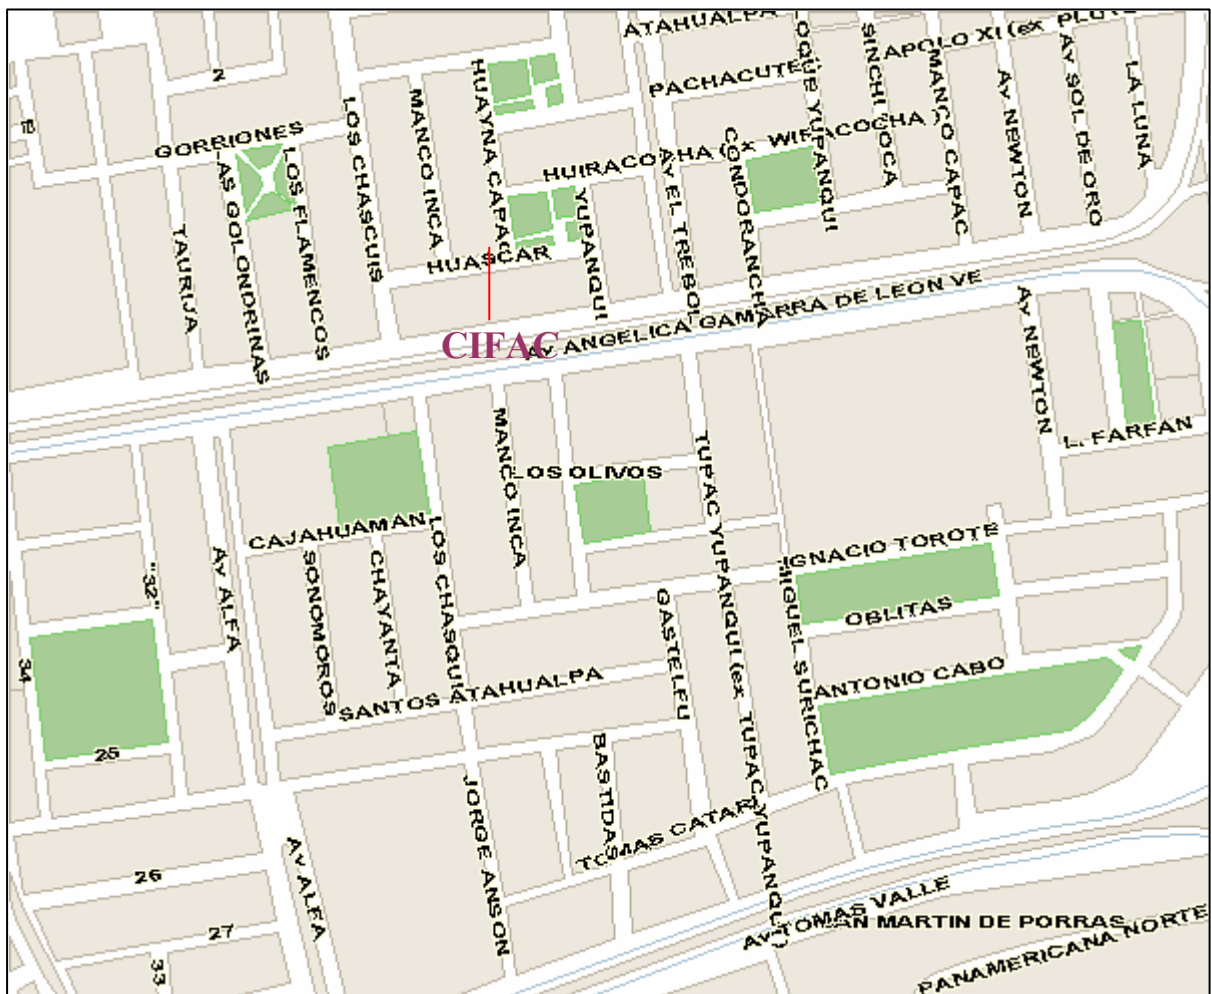 ATAHUALPA
APOLO XI (ex PLUTO
2
PACHACUTEC
HUAYNA CAPAC
MANCO INCA
LOS CHASCUIS
SINCHI ROCA
MANCO CAPAC
Av NEWTON
Av SOL DE ORO
LA LUNA
GORRIONES
HUIRACOCHA (ex WIRACOCHA )
CONDORANCHA
YUPANQUI
Av EL TREBOL
LOS FLAMENCOS
LAS GOLONDRINAS
TAURIJA
HUASCAR
CIFAC
Av ANGELICA GAMARRA DE LEON VE
Av NEWTON
L. FARFAN
MANCO INCA
LOS OLIVOS
TUPAC YUPANQUI (ex TUPAC YUPANQUI)
CAJAHUAMAN
LOS CHASQUI
IGNACIO TOROTE
Av ALFA
SONOMOROS
CHAYANTA
"32"
GASTELEU
MIGUEL SURICHAC
OBLITAS
34
SANTOS ATAHUALPA
ANTONIO CABO
25
BASTIDAS
JORGE ANSON
TOMAS CATARI
Av ALFA
26
27
33
Av TOMAS VALLE
SAN MARTIN DE PORRAS
PANAMERICANA NORTE